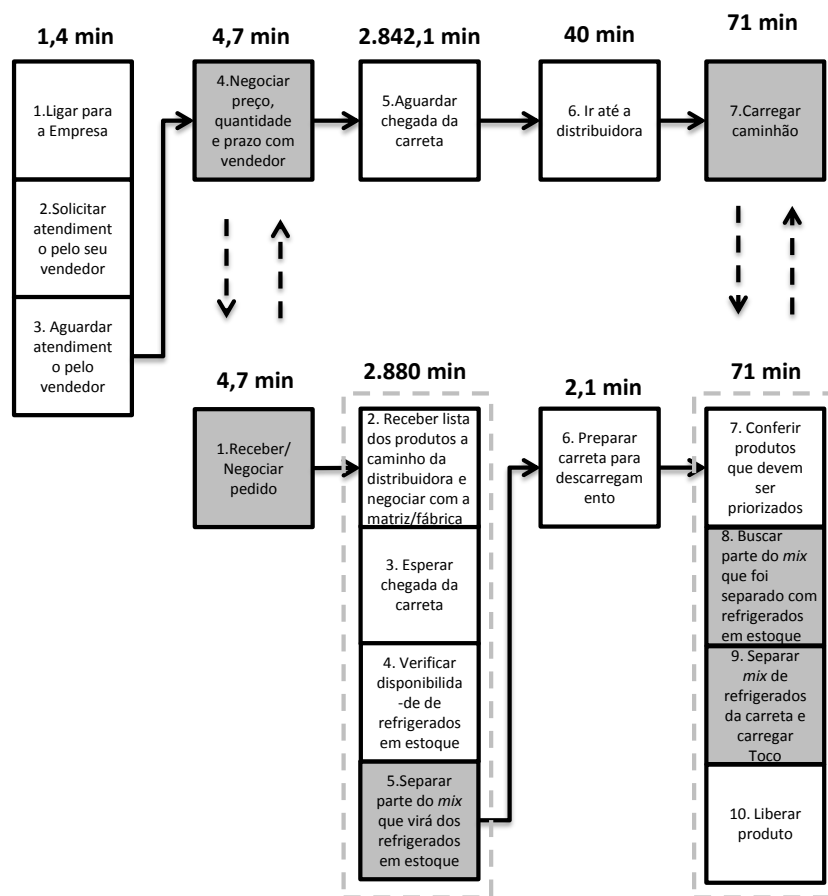 1,4 min
4,7 min
2.842,1 min
40 min
71 min
1.Ligar para
a Empresa
2.Solicitar
atendiment
o pelo seu
vendedor
3. Aguardar
atendiment
o pelo
vendedor
4.Negociar
preço,
quantidade
e prazo com
vendedor
5.Aguardar
chegada da
carreta
6. Ir até a
distribuidora
7.Carregar
caminhão
4,7 min
2.880 min
2,1 min
71 min
1.Receber/
Negociar
pedido
2. Receber lista
dos produtos a
caminho da
distribuidora e
negociar com a
matriz/fábrica
3. Esperar
chegada da
carreta
4. Verificar
disponibilida
-de de
refrigerados
em estoque
5.Separar
parte do mix
que virá dos
refrigerados
em estoque
6. Preparar
carreta para
descarregam
ento
7. Conferir
produtos
que devem
ser
priorizados
8. Buscar
parte do mix
que foi
separado com
refrigerados
em estoque
9. Separar
mix de
refrigerados
da carreta e
carregar
Toco
10. Liberar
produto